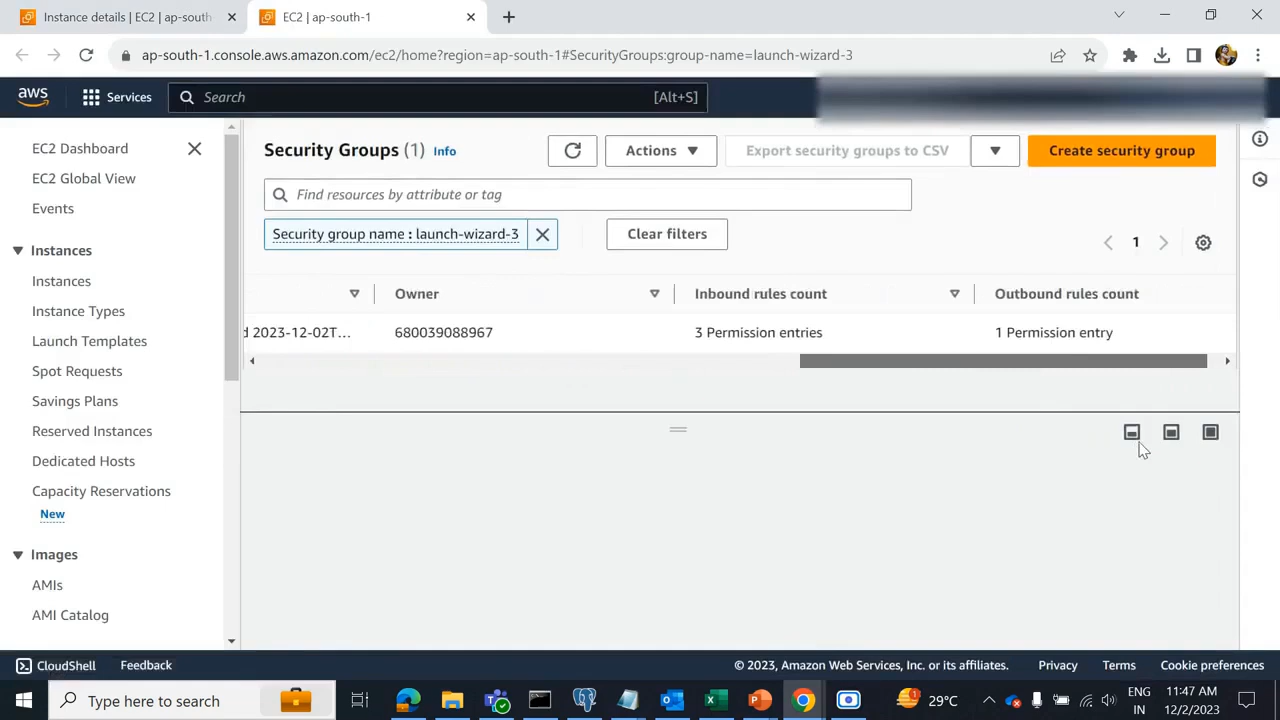 Instance details | EC2 | ap-south
EC2 | ap-south-1
ap-south-1.console.aws.amazon.com/ec2/home?region=ap-south-1#SecurityGroups:group-name=launch-wizard-3
aws
Services
Search
[Alt+S]
EC2 Dashboard
EC2 Global View
Events
Instances
Instances
Instance Types
Launch Templates
Spot Requests
Savings Plans
Reserved Instances
Dedicated Hosts
Capacity Reservations
New
Images
AMIs
AMI Catalog
Security Groups (1) Info
Actions
Export security groups to CSV
Create security group
Find resources by attribute or tag
Security group name : launch-wizard-3
Clear filters
1
Owner
Inbound rules count
Outbound rules count
d 2023-12-02T...
680039088967
3 Permission entries
1 Permission entry
CloudShell
Feedback
© 2023, Amazon Web Services, Inc. or its affiliates.
Privacy
Terms
Cookie preferences
Type here to search
29°C
ENG
IN
11:47 AM
12/2/2023